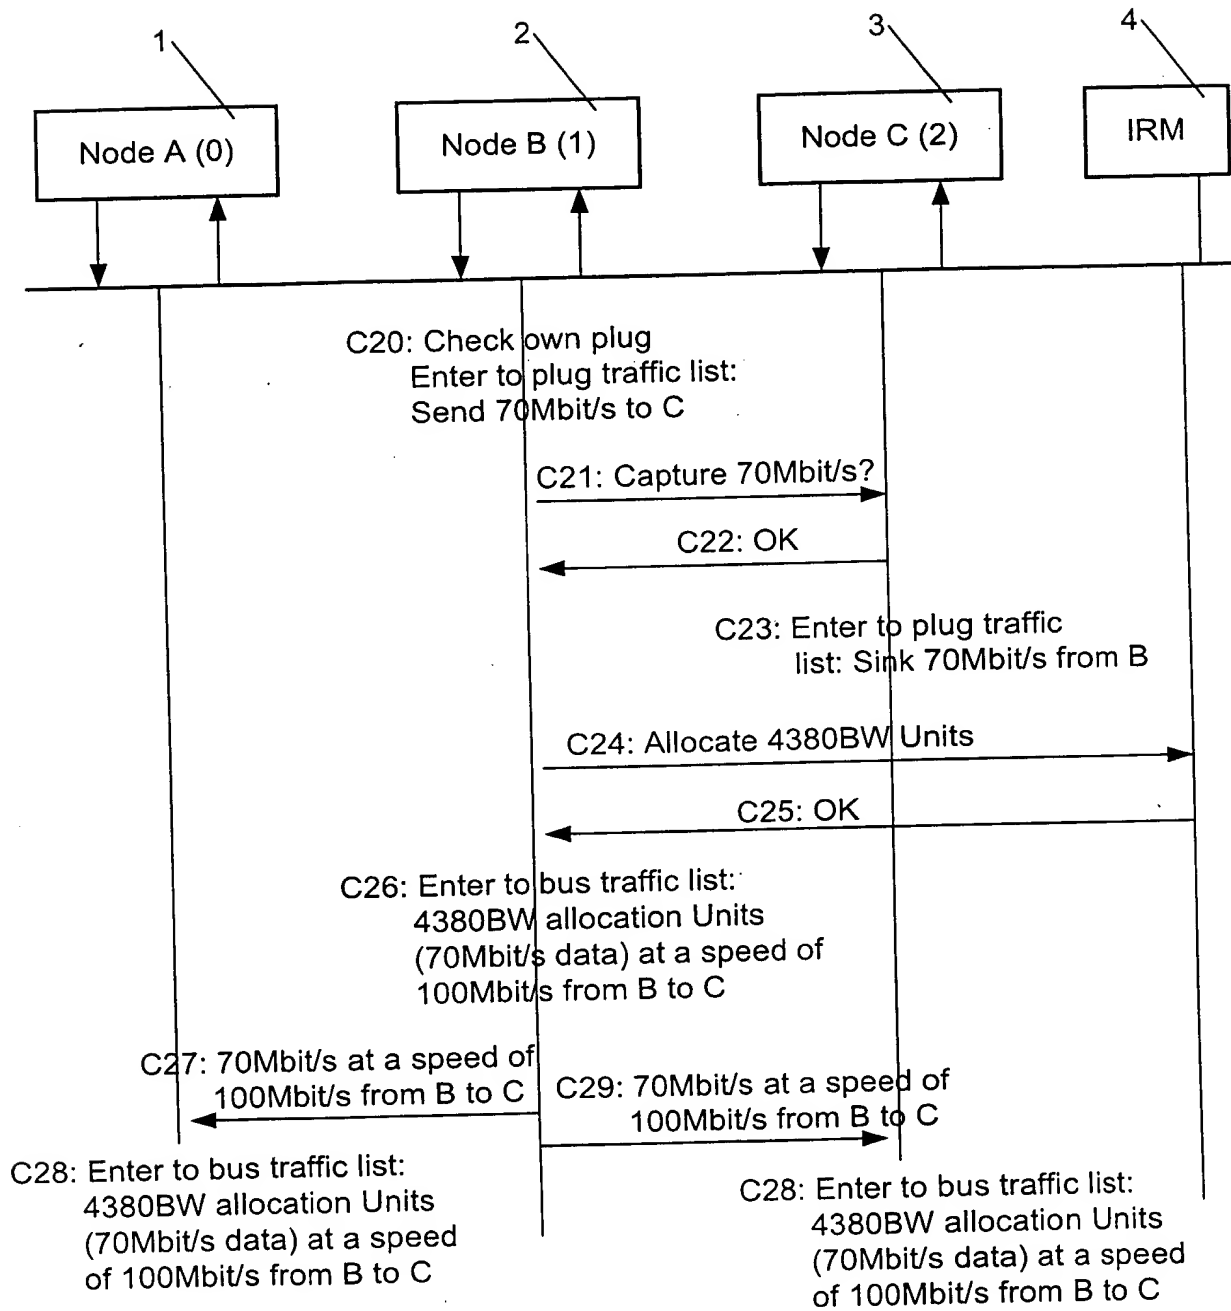 1
2
3
4
Node A (0)
Node B (1)
Node C (2)
IRM
C20: Check own plug
Enter to plug traffic list:
Send 70Mbit/s to C
C21: Capture 70Mbit/s?
C22: OK
C23: Enter to plug traffic
list: Sink 70Mbit/s from B
C24: Allocate 4380BW Units
C25: OK
C26: Enter to bus traffic list:
4380BW allocation Units
(70Mbit/s data) at a speed of
100Mbit/s from B to C
C27: 70Mbit/s at a speed of
100Mbit/s from B to C
C29: 70Mbit/s at a speed of
100Mbit/s from B to C
C28: Enter to bus traffic list:
4380BW allocation Units
(70Mbit/s data) at a speed
of 100Mbit/s from B to C
C28: Enter to bus traffic list:
4380BW allocation Units
(70Mbit/s data) at a speed
of 100Mbit/s from B to C